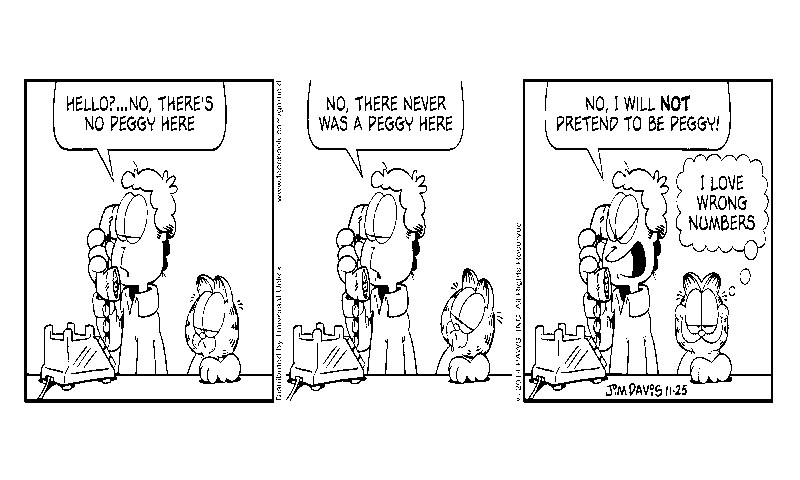 HELLO?...NO, THERE'S
NO PEGGY HERE
NO, THERE NEVER
WAS A PEGGY HERE
NO, I WILL NOT
PRETEND TO BE PEGGY!
I LOVE
WRONG
NUMBERS
JIM DAVIS 11-25